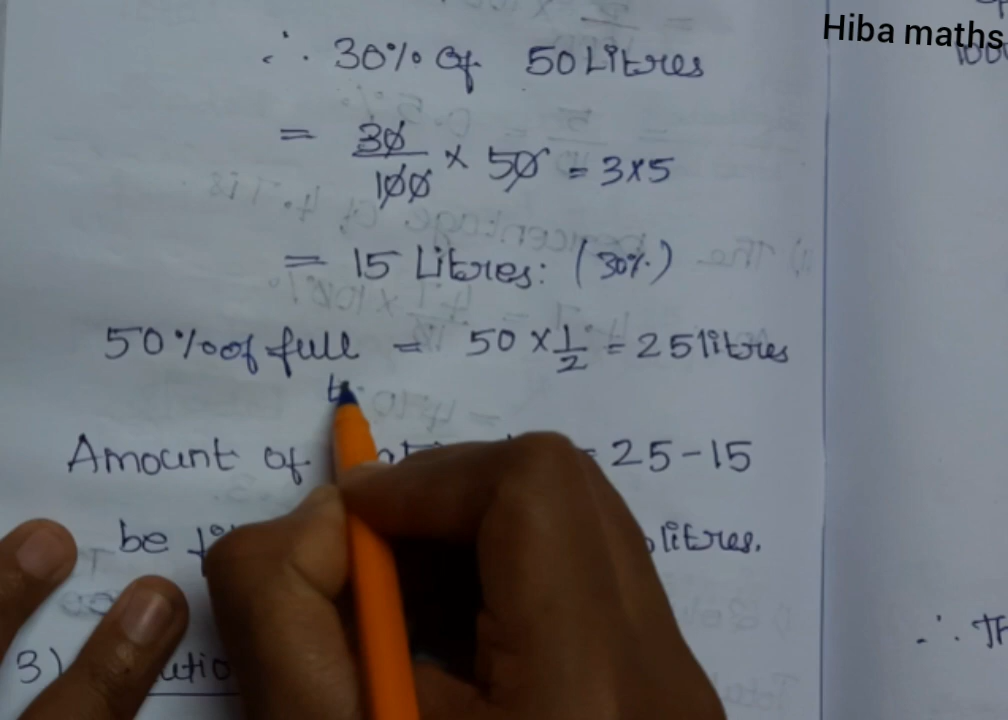 Hiba maths
∴ 30% of 50 Litres
= 30/100 × 50 = 3×5
= 15 Litres: (30%)
50% of full = 50 × 1/2 = 25 litres
Amount of = 25-15
be litres.
3)
∴ Th